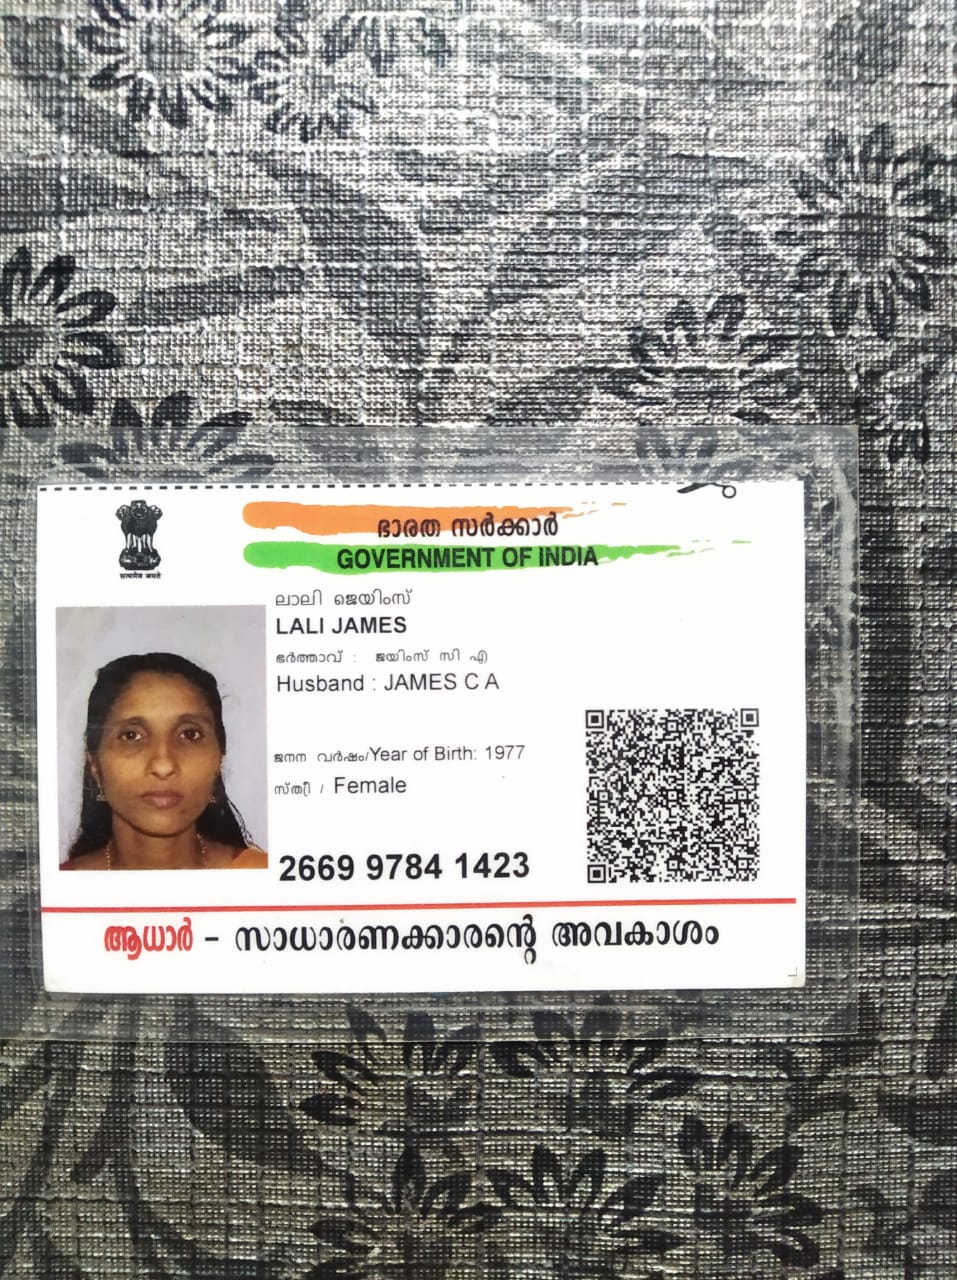 सत्यमेव जयते
ഭാരത സർക്കാർ
GOVERNMENT OF INDIA
ലാലി ജെയിംസ്
LALI JAMES
ഭർത്താവ് : ജയിംസ് സി എ
Husband : JAMES C A
ജനന വർഷം/Year of Birth: 1977
സ്ത്രീ / Female
2669 9784 1423
ആധാർ - സാധാരണക്കാരന്റെ അവകാശം